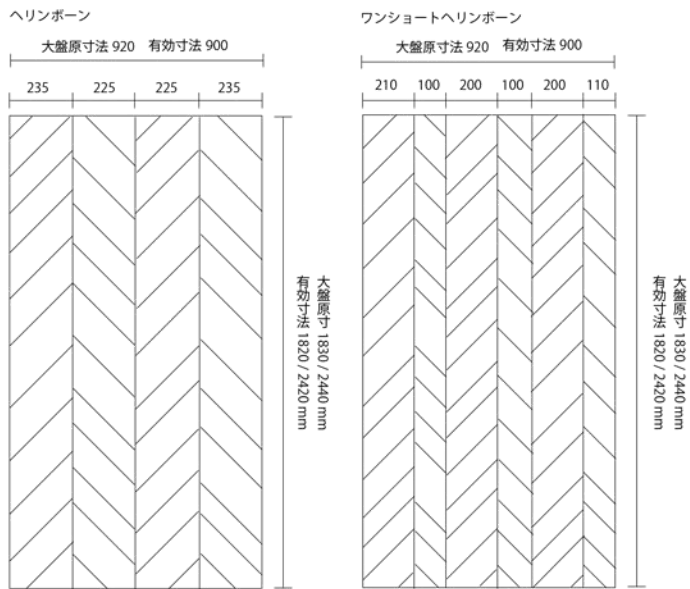 ヘリンボーン
大盤原寸法 920 有効寸法 900
235 225 225 235
大盤原寸 1830 / 2440 mm
有効寸法 1820 / 2420 mm
ワンショートヘリンボーン
大盤原寸法 920 有効寸法 900
210 100 200 100 200 110
大盤原寸 1830 / 2440 mm
有効寸法 1820 / 2420 mm